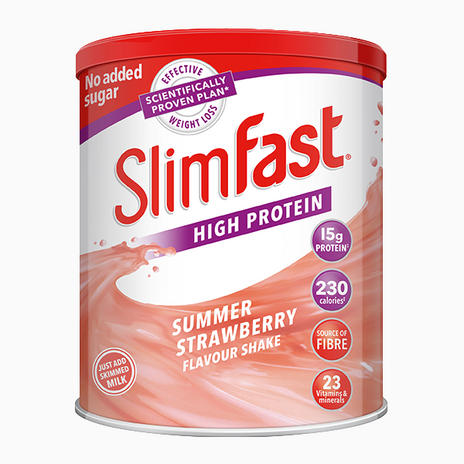 No added
sugar
EFFECTIVE
SCIENTIFICALLY
PROVEN PLAN*
WEIGHT LOSS
SlimFast®
HIGH PROTEIN
15g
PROTEIN‡
230
calories‡
SUMMER
STRAWBERRY
FLAVOUR SHAKE
SOURCE OF
FIBRE
JUST ADD
SKIMMED
MILK
23
Vitamins &
minerals